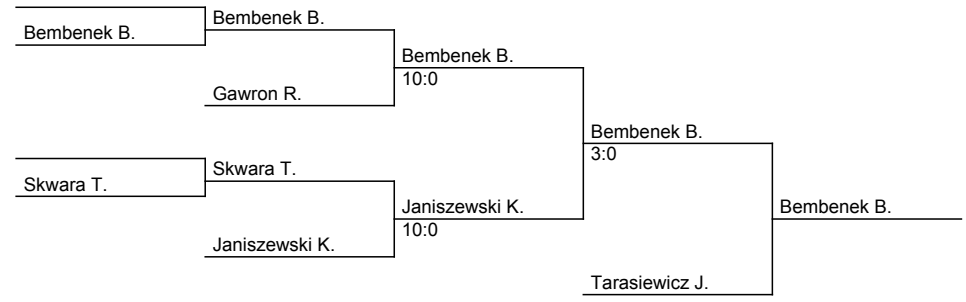 Bembenek B.
Bembenek B.
Bembenek B.
10:0
Gawron R.
Bembenek B.
3:0
Skwara T.
Skwara T.
Janiszewski K.
10:0
Janiszewski K.
Bembenek B.
Tarasiewicz J.